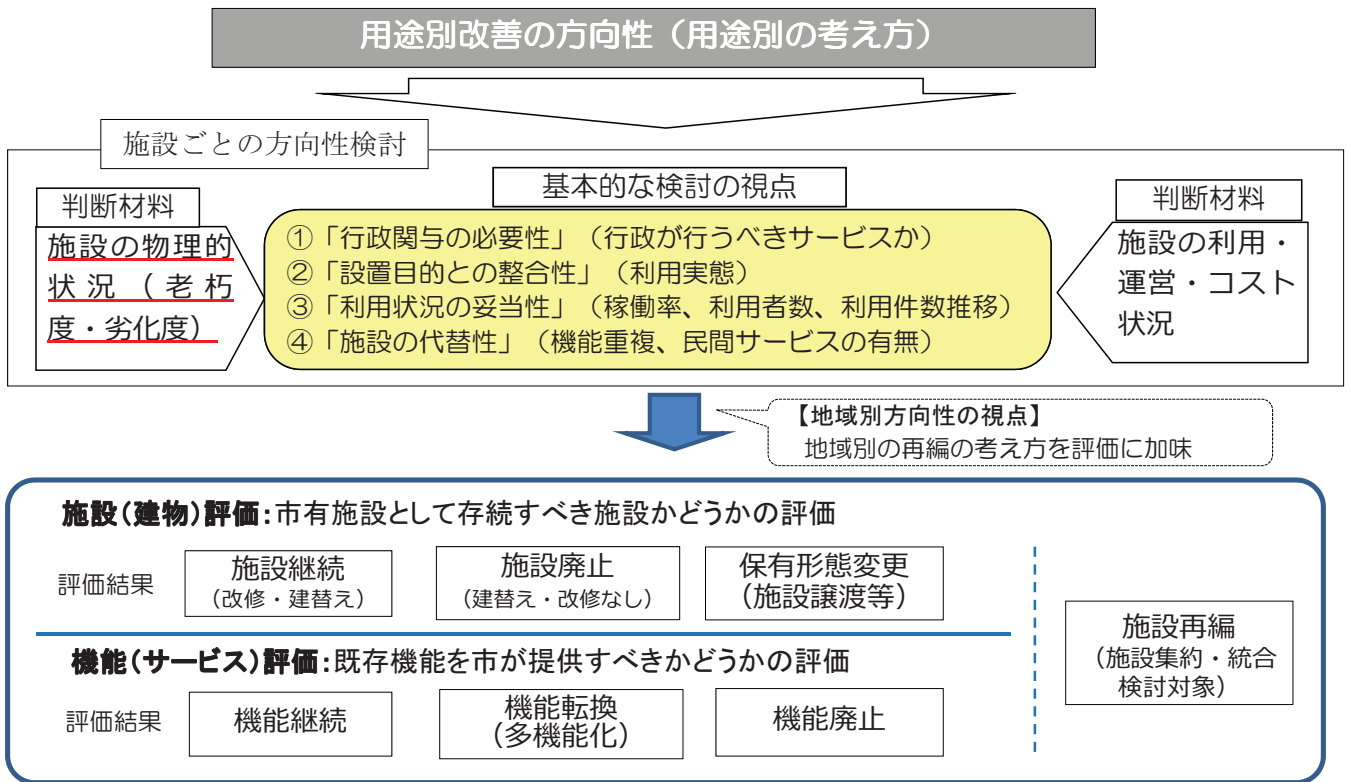 用途別改善の方向性（用途別の考え方）
施設ごとの方向性検討
基本的な検討の視点
判断材料
施設の物理的
状況（老朽
度・劣化度）
①「行政関与の必要性」（行政が行うべきサービスか）
②「設置目的との整合性」（利用実態）
③「利用状況の妥当性」（稼働率、利用者数、利用件数推移）
④「施設の代替性」（機能重複、民間サービスの有無）
判断材料
施設の利用・
運営・コスト
状況
【地域別方向性の視点】
地域別の再編の考え方を評価に加味
施設（建物）評価：市有施設として存続すべき施設かどうかの評価
評価結果
施設継続
（改修・建替え）
施設廃止
（建替え・改修なし）
保有形態変更
（施設譲渡等）
機能（サービス）評価：既存機能を市が提供すべきかどうかの評価
評価結果
機能継続
機能転換
（多機能化）
機能廃止
施設再編
（施設集約・統合
検討対象）